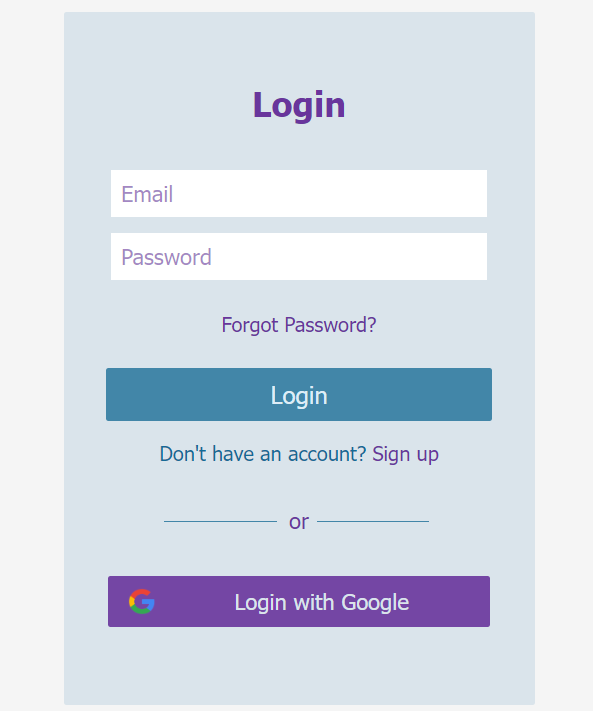 Login
Email
Password
Forgot Password?
Login
Don't have an account? Sign up
or
Login with Google